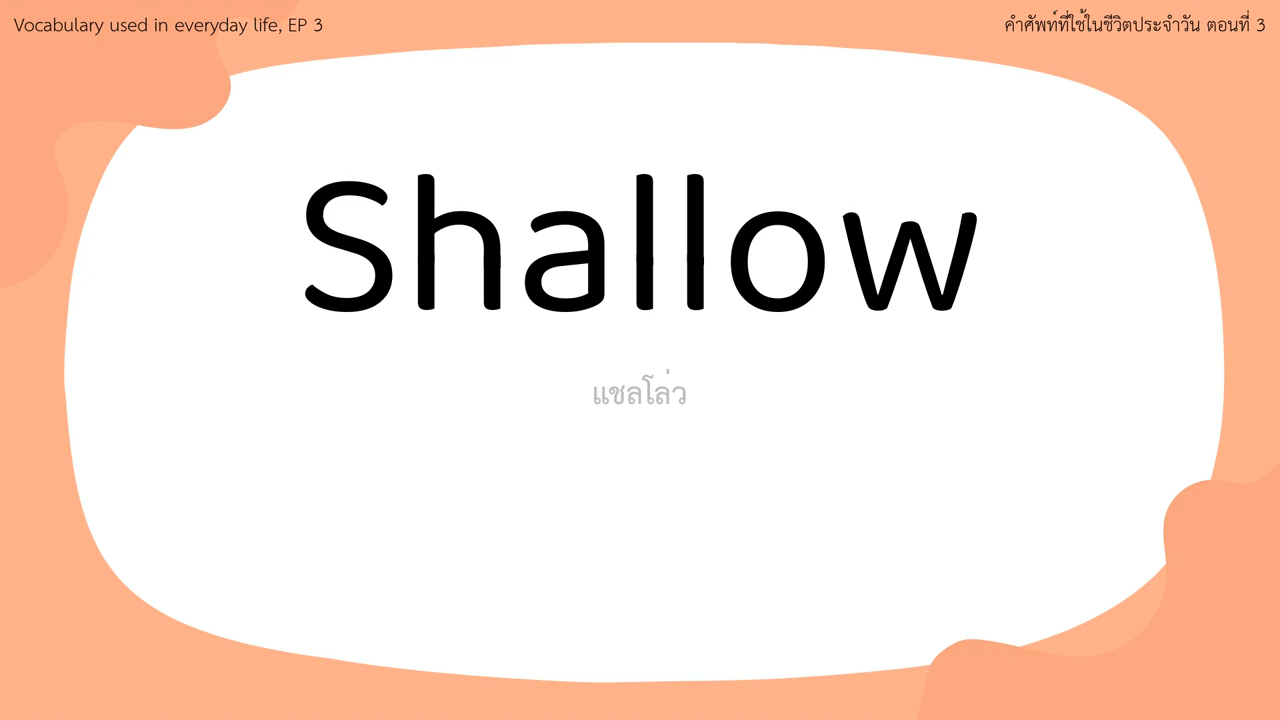 Vocabulary used in everyday life, EP 3
คำศัพท์ที่ใช้ในชีวิตประจำวัน ตอนที่ 3
Shallow
แชลโล่ว